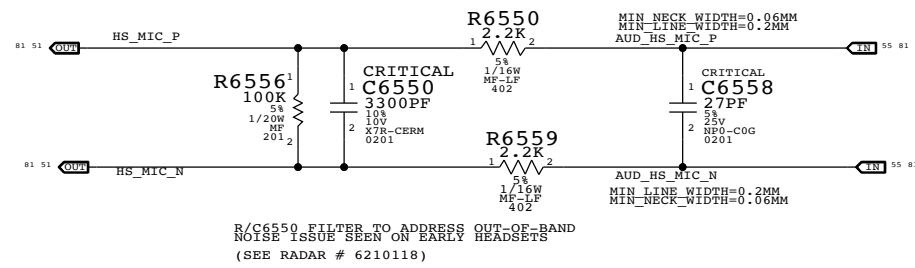 R6550
2.2K
1 2
5%
1/16W
MF-LF
402
MIN_NECK_WIDTH=0.06MM
MIN_LINE_WIDTH=0.2MM
AUD_HS_MIC_P
81 51
OUT
HS_MIC_P
IN
55 81
R6556
100K
5%
1/20W
MF
201
1
2
CRITICAL
C6550
3300PF
10%
10V
X7R-CERM
0201
1
2
CRITICAL
C6558
27PF
5%
25V
NP0-C0G
0201
1
2
R6559
2.2K
1 2
5%
1/16W
MF-LF
402
81 51
OUT
HS_MIC_N
AUD_HS_MIC_N
MIN_LINE_WIDTH=0.2MM
MIN_NECK_WIDTH=0.06MM
IN
55
R/C6550 FILTER TO ADDRESS OUT-OF-BAND
NOISE ISSUE SEEN ON EARLY HEADSETS
(SEE RADAR # 6210118)